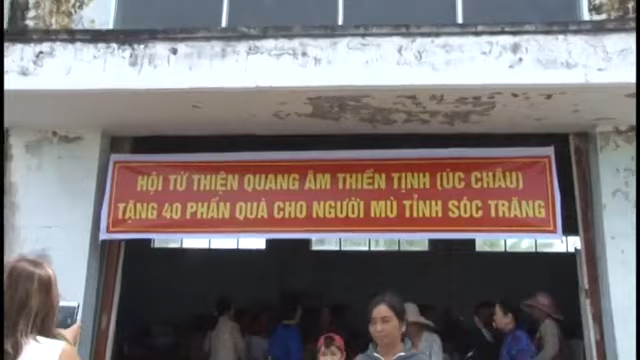 HỘI TỪ THIỆN QUANG ÂM THIỀN TỊNH (ÚC CHÂU)
TẶNG 40 PHẦN QUÀ CHO NGƯỜI MÙ TỈNH SÓC TRĂNG